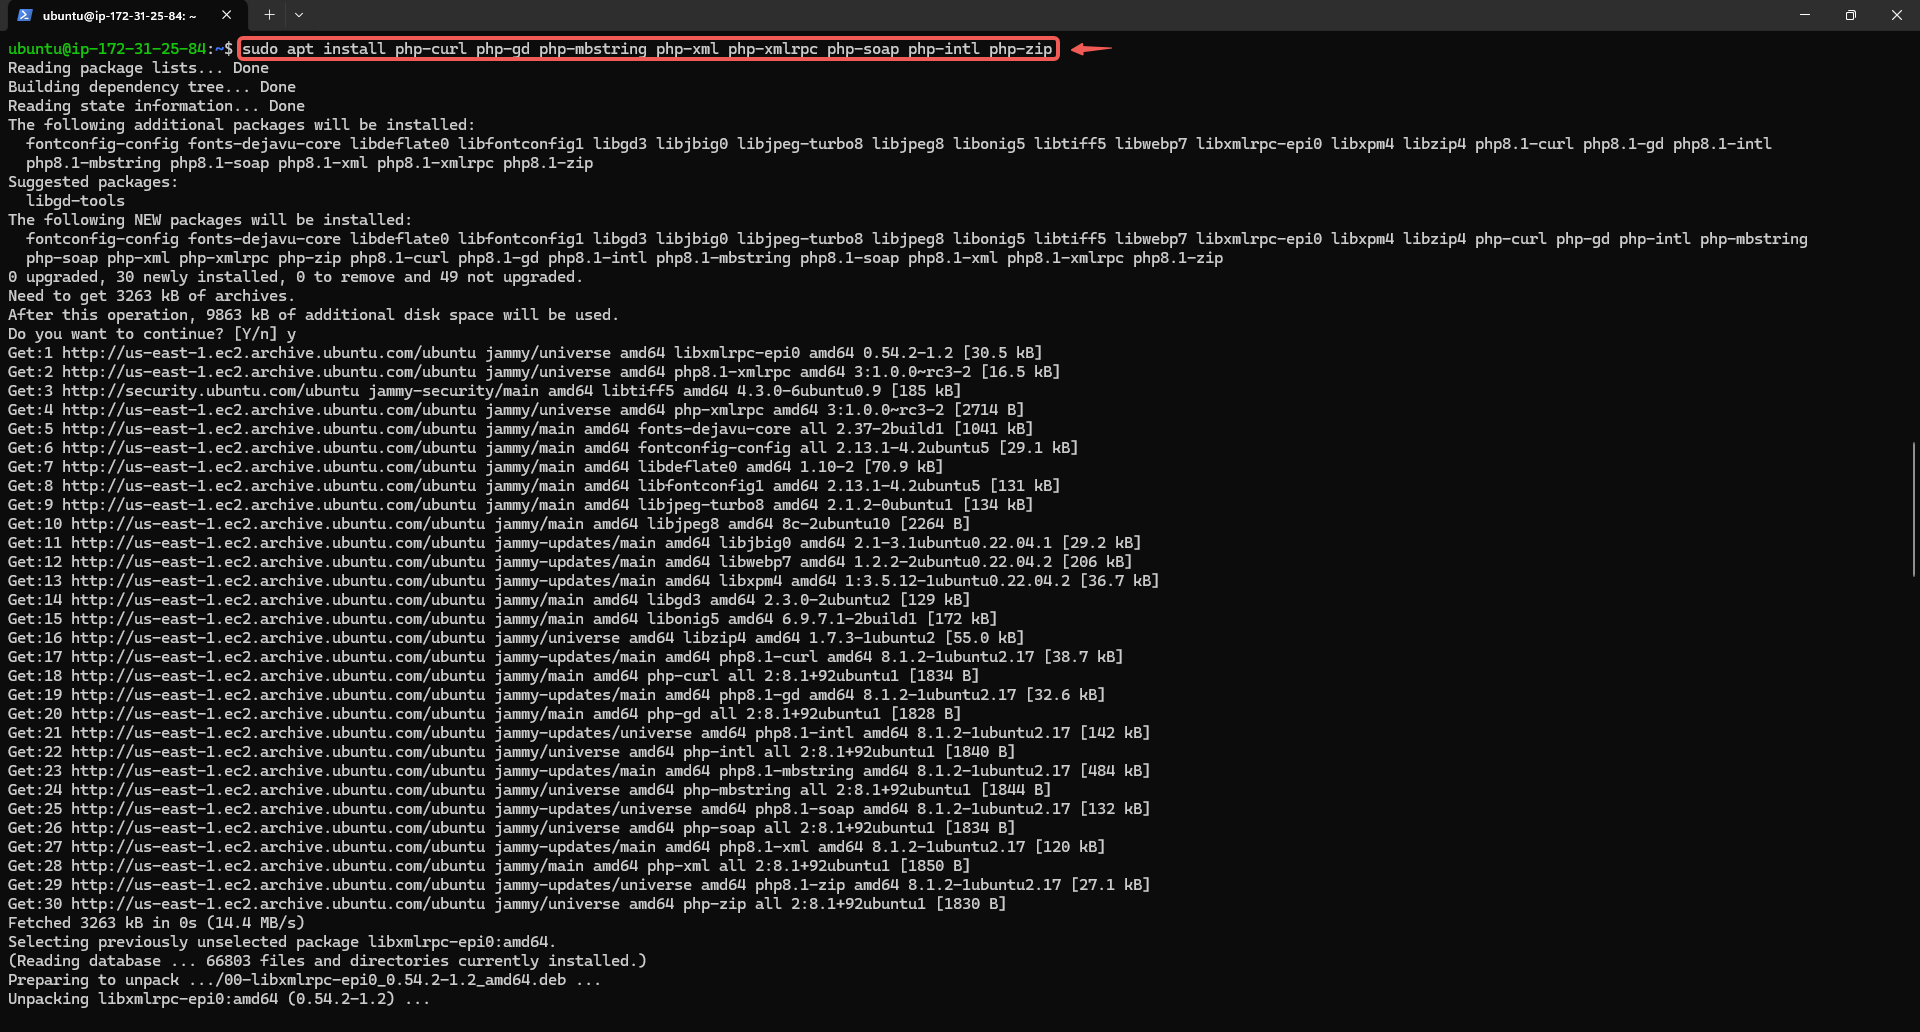 ubuntu@ip-172-31-25-84: ~
ubuntu@ip-172-31-25-84:~$ sudo apt install php-curl php-gd php-mbstring php-xml php-xmlrpc php-soap php-intl php-zip
Reading package lists... Done
Building dependency tree... Done
Reading state information... Done
The following additional packages will be installed:
  fontconfig-config fonts-dejavu-core libdeflate0 libfontconfig1 libgd3 libjbig0 libjpeg-turbo8 libjpeg8 libonig5 libtiff5 libwebp7 libxmlrpc-epi0 libxpm4 libzip4 php8.1-curl php8.1-gd php8.1-intl
  php8.1-mbstring php8.1-soap php8.1-xml php8.1-xmlrpc php8.1-zip
Suggested packages:
  libgd-tools
The following NEW packages will be installed:
  fontconfig-config fonts-dejavu-core libdeflate0 libfontconfig1 libgd3 libjbig0 libjpeg-turbo8 libjpeg8 libonig5 libtiff5 libwebp7 libxmlrpc-epi0 libxpm4 libzip4 php-curl php-gd php-intl php-mbstring
  php-soap php-xml php-xmlrpc php-zip php8.1-curl php8.1-gd php8.1-intl php8.1-mbstring php8.1-soap php8.1-xml php8.1-xmlrpc php8.1-zip
0 upgraded, 30 newly installed, 0 to remove and 49 not upgraded.
Need to get 3263 kB of archives.
After this operation, 9863 kB of additional disk space will be used.
Do you want to continue? [Y/n] y
Get:1 http://us-east-1.ec2.archive.ubuntu.com/ubuntu jammy/universe amd64 libxmlrpc-epi0 amd64 0.54.2-1.2 [30.5 kB]
Get:2 http://us-east-1.ec2.archive.ubuntu.com/ubuntu jammy/universe amd64 php8.1-xmlrpc amd64 3:1.0.0~rc3-2 [16.5 kB]
Get:3 http://security.ubuntu.com/ubuntu jammy-security/main amd64 libtiff5 amd64 4.3.0-6ubuntu0.9 [185 kB]
Get:4 http://us-east-1.ec2.archive.ubuntu.com/ubuntu jammy/universe amd64 php-xmlrpc amd64 3:1.0.0~rc3-2 [2714 B]
Get:5 http://us-east-1.ec2.archive.ubuntu.com/ubuntu jammy/main amd64 fonts-dejavu-core all 2.37-2build1 [1041 kB]
Get:6 http://us-east-1.ec2.archive.ubuntu.com/ubuntu jammy/main amd64 fontconfig-config all 2.13.1-4.2ubuntu5 [29.1 kB]
Get:7 http://us-east-1.ec2.archive.ubuntu.com/ubuntu jammy/main amd64 libdeflate0 amd64 1.10-2 [70.9 kB]
Get:8 http://us-east-1.ec2.archive.ubuntu.com/ubuntu jammy/main amd64 libfontconfig1 amd64 2.13.1-4.2ubuntu5 [131 kB]
Get:9 http://us-east-1.ec2.archive.ubuntu.com/ubuntu jammy/main amd64 libjpeg-turbo8 amd64 2.1.2-0ubuntu1 [134 kB]
Get:10 http://us-east-1.ec2.archive.ubuntu.com/ubuntu jammy/main amd64 libjpeg8 amd64 8c-2ubuntu10 [2264 B]
Get:11 http://us-east-1.ec2.archive.ubuntu.com/ubuntu jammy-updates/main amd64 libjbig0 amd64 2.1-3.1ubuntu0.22.04.1 [29.2 kB]
Get:12 http://us-east-1.ec2.archive.ubuntu.com/ubuntu jammy-updates/main amd64 libwebp7 amd64 1.2.2-2ubuntu0.22.04.2 [206 kB]
Get:13 http://us-east-1.ec2.archive.ubuntu.com/ubuntu jammy-updates/main amd64 libxpm4 amd64 1:3.5.12-1ubuntu0.22.04.2 [36.7 kB]
Get:14 http://us-east-1.ec2.archive.ubuntu.com/ubuntu jammy/main amd64 libgd3 amd64 2.3.0-2ubuntu2 [129 kB]
Get:15 http://us-east-1.ec2.archive.ubuntu.com/ubuntu jammy/main amd64 libonig5 amd64 6.9.7.1-2build1 [172 kB]
Get:16 http://us-east-1.ec2.archive.ubuntu.com/ubuntu jammy/universe amd64 libzip4 amd64 1.7.3-1ubuntu2 [55.0 kB]
Get:17 http://us-east-1.ec2.archive.ubuntu.com/ubuntu jammy-updates/main amd64 php8.1-curl amd64 8.1.2-1ubuntu2.17 [38.7 kB]
Get:18 http://us-east-1.ec2.archive.ubuntu.com/ubuntu jammy/main amd64 php-curl all 2:8.1+92ubuntu1 [1834 B]
Get:19 http://us-east-1.ec2.archive.ubuntu.com/ubuntu jammy-updates/main amd64 php8.1-gd amd64 8.1.2-1ubuntu2.17 [32.6 kB]
Get:20 http://us-east-1.ec2.archive.ubuntu.com/ubuntu jammy/main amd64 php-gd all 2:8.1+92ubuntu1 [1828 B]
Get:21 http://us-east-1.ec2.archive.ubuntu.com/ubuntu jammy-updates/universe amd64 php8.1-intl amd64 8.1.2-1ubuntu2.17 [142 kB]
Get:22 http://us-east-1.ec2.archive.ubuntu.com/ubuntu jammy/universe amd64 php-intl all 2:8.1+92ubuntu1 [1840 B]
Get:23 http://us-east-1.ec2.archive.ubuntu.com/ubuntu jammy-updates/main amd64 php8.1-mbstring amd64 8.1.2-1ubuntu2.17 [484 kB]
Get:24 http://us-east-1.ec2.archive.ubuntu.com/ubuntu jammy/universe amd64 php-mbstring all 2:8.1+92ubuntu1 [1844 B]
Get:25 http://us-east-1.ec2.archive.ubuntu.com/ubuntu jammy-updates/universe amd64 php8.1-soap amd64 8.1.2-1ubuntu2.17 [132 kB]
Get:26 http://us-east-1.ec2.archive.ubuntu.com/ubuntu jammy/universe amd64 php-soap all 2:8.1+92ubuntu1 [1834 B]
Get:27 http://us-east-1.ec2.archive.ubuntu.com/ubuntu jammy-updates/main amd64 php8.1-xml amd64 8.1.2-1ubuntu2.17 [120 kB]
Get:28 http://us-east-1.ec2.archive.ubuntu.com/ubuntu jammy/main amd64 php-xml all 2:8.1+92ubuntu1 [1850 B]
Get:29 http://us-east-1.ec2.archive.ubuntu.com/ubuntu jammy-updates/universe amd64 php8.1-zip amd64 8.1.2-1ubuntu2.17 [27.1 kB]
Get:30 http://us-east-1.ec2.archive.ubuntu.com/ubuntu jammy/universe amd64 php-zip all 2:8.1+92ubuntu1 [1830 B]
Fetched 3263 kB in 0s (14.4 MB/s)
Selecting previously unselected package libxmlrpc-epi0:amd64.
(Reading database ... 66803 files and directories currently installed.)
Preparing to unpack .../00-libxmlrpc-epi0_0.54.2-1.2_amd64.deb ...
Unpacking libxmlrpc-epi0:amd64 (0.54.2-1.2) ...